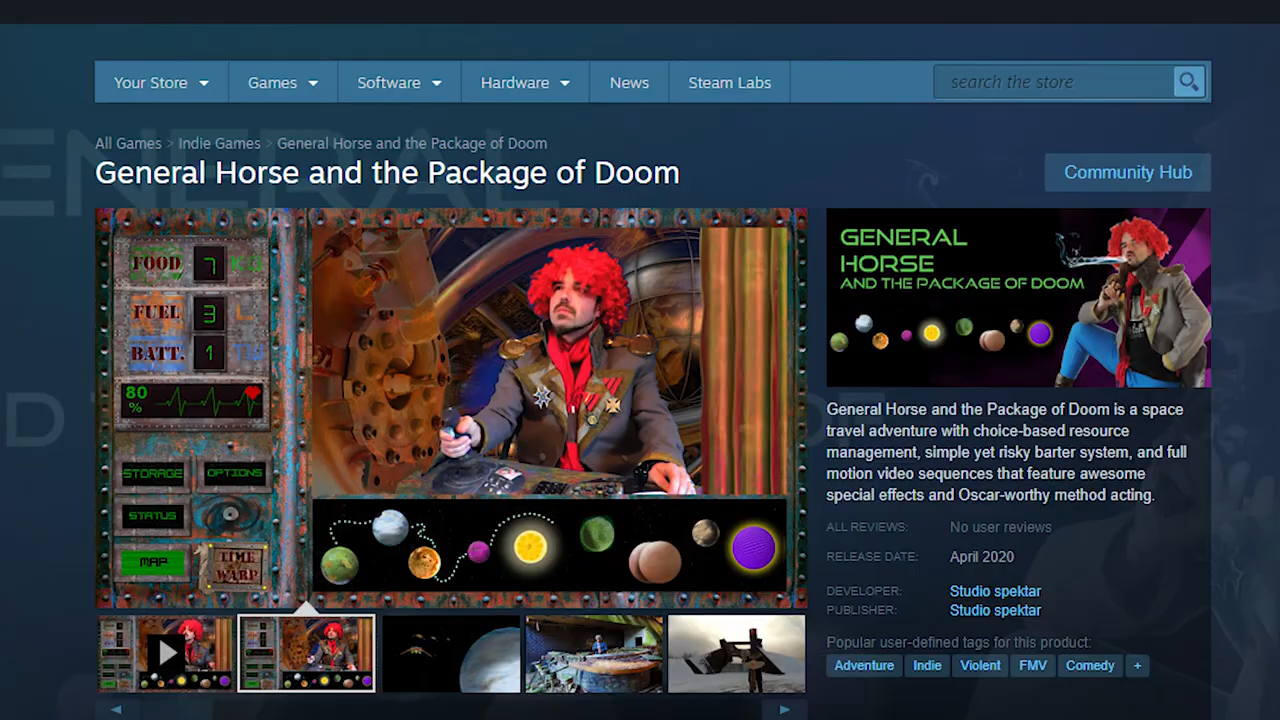 Your Store
Games
Software
Hardware
News
Steam Labs
search the store
All Games > Indie Games > General Horse and the Package of Doom
General Horse and the Package of Doom
Community Hub
FOOD 7 KG
FUEL 3 L
BATT. 1
80
%
STORAGE
OPTIONS
STATUS
MAP
TIME
WARP
GENERAL
HORSE
AND THE PACKAGE OF DOOM
General Horse and the Package of Doom is a space
travel adventure with choice-based resource
management, simple yet risky barter system, and full
motion video sequences that feature awesome
special effects and Oscar-worthy method acting.
ALL REVIEWS: No user reviews
RELEASE DATE: April 2020
DEVELOPER: Studio spektar
PUBLISHER: Studio spektar
Popular user-defined tags for this product:
Adventure
Indie
Violent
FMV
Comedy
+